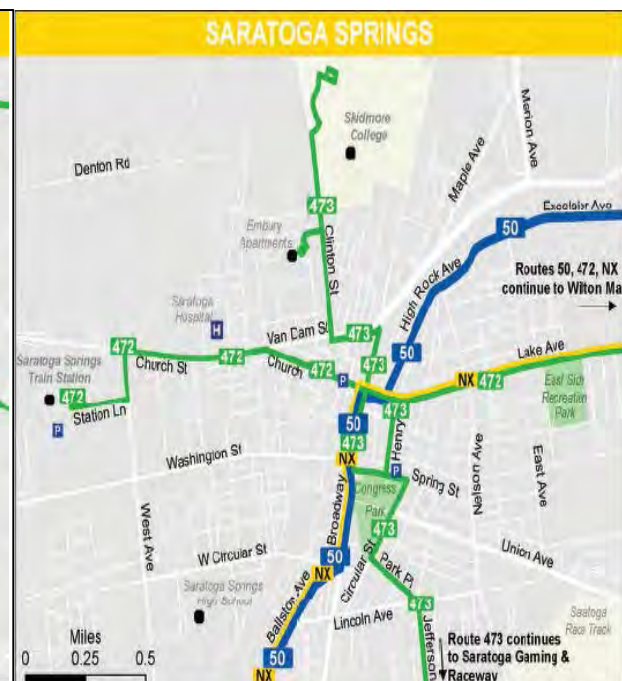 SARATOGA SPRINGS
Skidmore
College
Denton Rd
Maple Ave
Marion Ave
473
Excelsior Ave
50
Embury
Apartments
Clinton St
High Rock Ave
Routes 50, 472, NX
continue to Wilton Ma
Saratoga
Hospital
H
Van Dam St
473
472
Church St
472
Church
472
P
473
50
Lake Ave
NX
472
Saratoga Springs
Train Station
472
Station Ln
P
East Side
Recreation
Park
473
50
473
NX
Henry
Washington St
P
Spring St
Nelson Ave
East Ave
Congress
Park
Broadway
473
West Ave
W Circular St
50
NX
Circular St
Park Pl
Union Ave
Saratoga Springs
High School
Ballston Ave
Lincoln Ave
473
Jefferson
Saratoga
Race Track
Miles
0 0.25 0.5
50
NX
Route 473 continues
to Saratoga Gaming &
Raceway